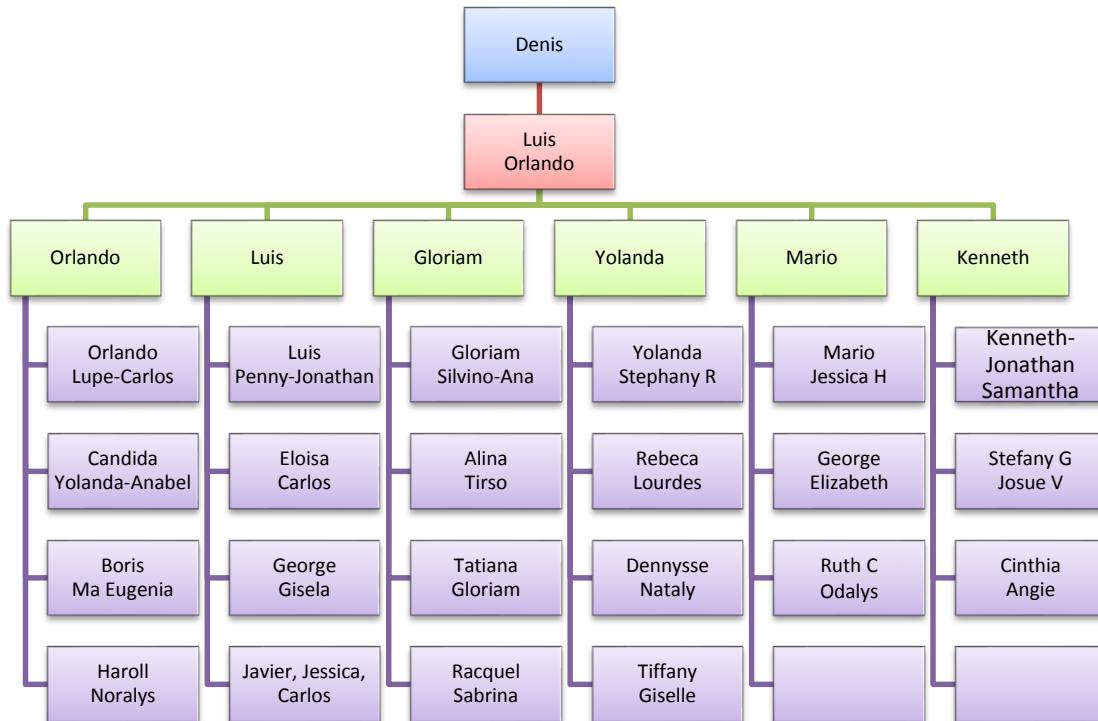 Denis
Luis
Orlando
Orlando
Luis
Gloriam
Yolanda
Mario
Kenneth
Orlando
Lupe-Carlos
Luis
Penny-Jonathan
Gloriam
Silvino-Ana
Yolanda
Stephany R
Mario
Jessica H
Kenneth-
Jonathan
Samantha
Candida
Yolanda-Anabel
Eloisa
Carlos
Alina
Tirso
Rebeca
Lourdes
George
Elizabeth
Stefany G
Josue V
Boris
Ma Eugenia
George
Gisela
Tatiana
Gloriam
Dennysse
Nataly
Ruth C
Odalys
Cinthia
Angie
Haroll
Noralys
Javier, Jessica,
Carlos
Racquel
Sabrina
Tiffany
Giselle